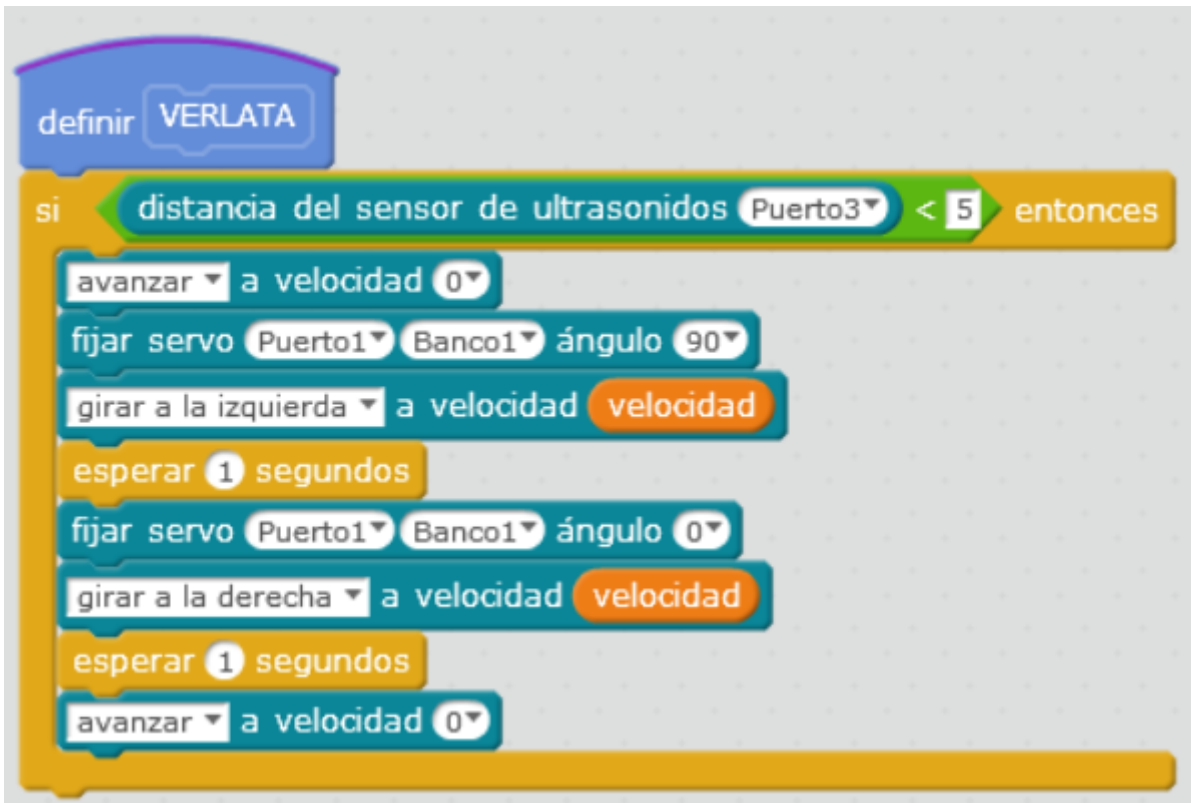 definir VERLATA
si distancia del sensor de ultrasonidos Puerto3 < 5 entonces
avanzar a velocidad 0
fijar servo Puerto1 Banco1 ángulo 90
girar a la izquierda a velocidad velocidad
esperar 1 segundos
fijar servo Puerto1 Banco1 ángulo 0
girar a la derecha a velocidad velocidad
esperar 1 segundos
avanzar a velocidad 0